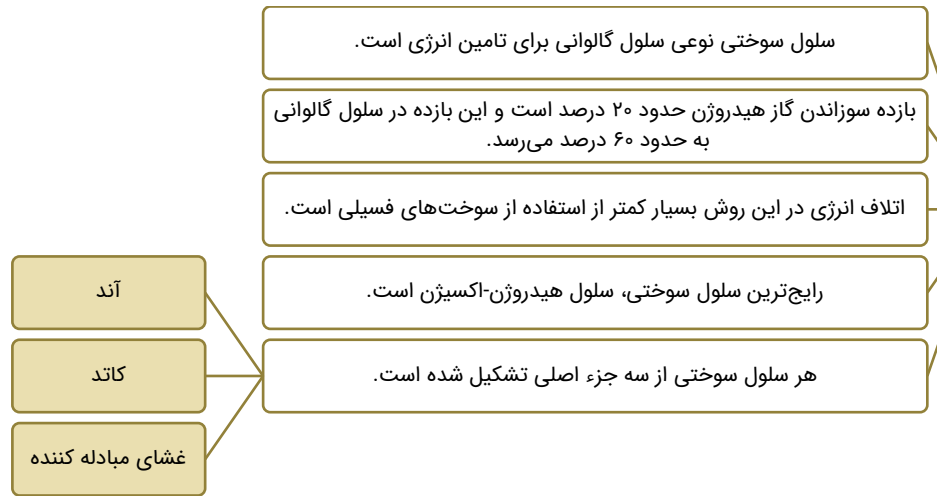 سلول سوختی نوعی سلول گالوانی برای تامین انرژی است.
بازده سوزاندن گاز هیدروژن حدود ۲۰ درصد است و این بازده در سلول گالوانی
به حدود ۶۰ درصد می‌رسد.
اتلاف انرژی در این روش بسیار کمتر از استفاده از سوخت‌های فسیلی است.
رایج‌ترین سلول سوختی، سلول هیدروژن-اکسیژن است.
هر سلول سوختی از سه جزء اصلی تشکیل شده است.
آند
کاتد
غشای مبادله کننده